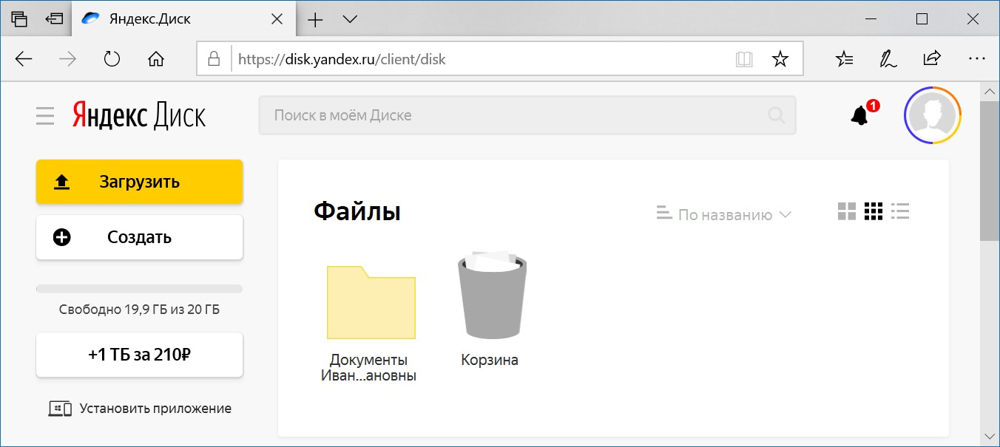 Яндекс.Диск
https://disk.yandex.ru/client/disk
Яндекс Диск
Поиск в моём Диске
1
Загрузить
Создать
Свободно 19,9 ГБ из 20 ГБ
+1 ТБ за 210₽
Установить приложение
Файлы
По названию
Документы
Иван...ановны
Корзина